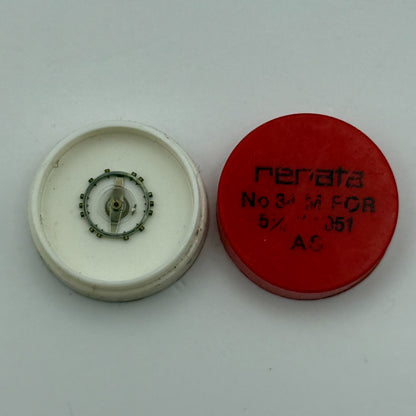 renata
No M FOR
351
AS